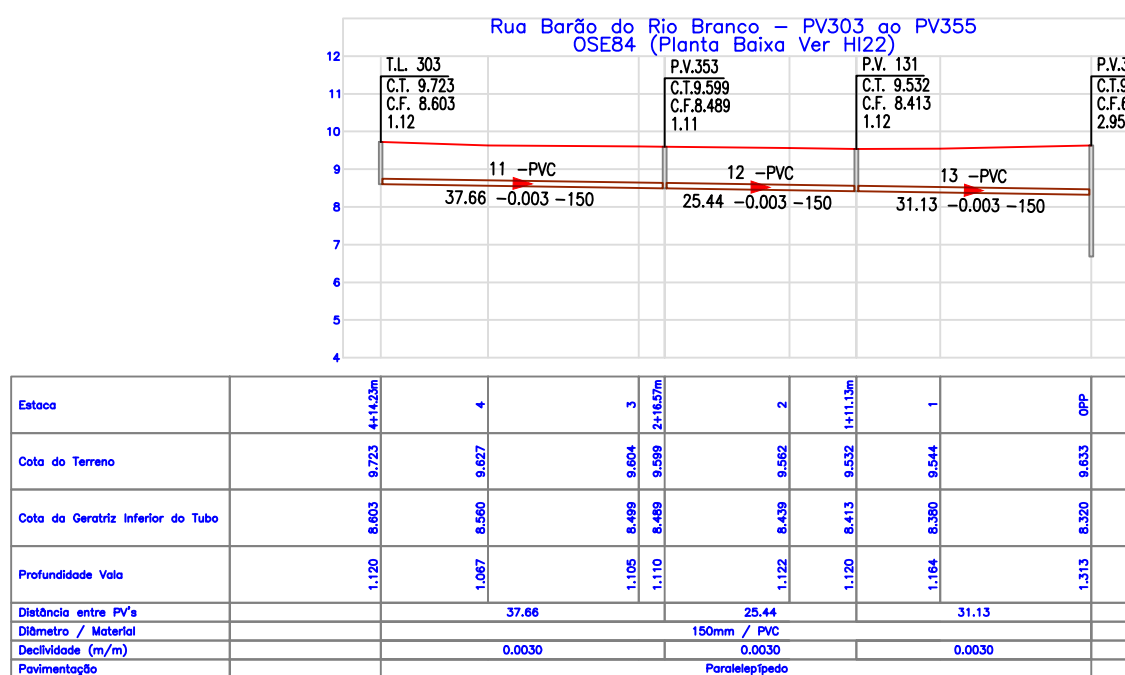 Rua Barão do Rio Branco – PV303 ao PV355
OSE84 (Planta Baixa Ver HI22)
12
11
10
9
8
7
6
5
4
T.L. 303
C.T. 9.723
C.F. 8.603
1.12
P.V.353
C.T.9.599
C.F.8.489
1.11
P.V. 131
C.T. 9.532
C.F. 8.413
1.12
P.V.3
C.T.9
C.F.6
2.95
11 -PVC
37.66 -0.003 -150
12 -PVC
25.44 -0.003 -150
13 -PVC
31.13 -0.003 -150
Estaca 4+14.23m 4 3 2+16.57m 2 1+11.13m 1 0PP
Cota do Terreno 9.723 9.627 9.604 9.599 9.562 9.532 9.544 9.633
Cota da Geratriz Inferior do Tubo 8.603 8.560 8.499 8.489 8.439 8.413 8.380 8.320
Profundidade Vala 1.120 1.067 1.105 1.110 1.122 1.120 1.164 1.313
Distância entre PV's 37.66 25.44 31.13
Diâmetro / Material 150mm / PVC
Declividade (m/m) 0.0030 0.0030 0.0030
Pavimentação Paralelepípedo